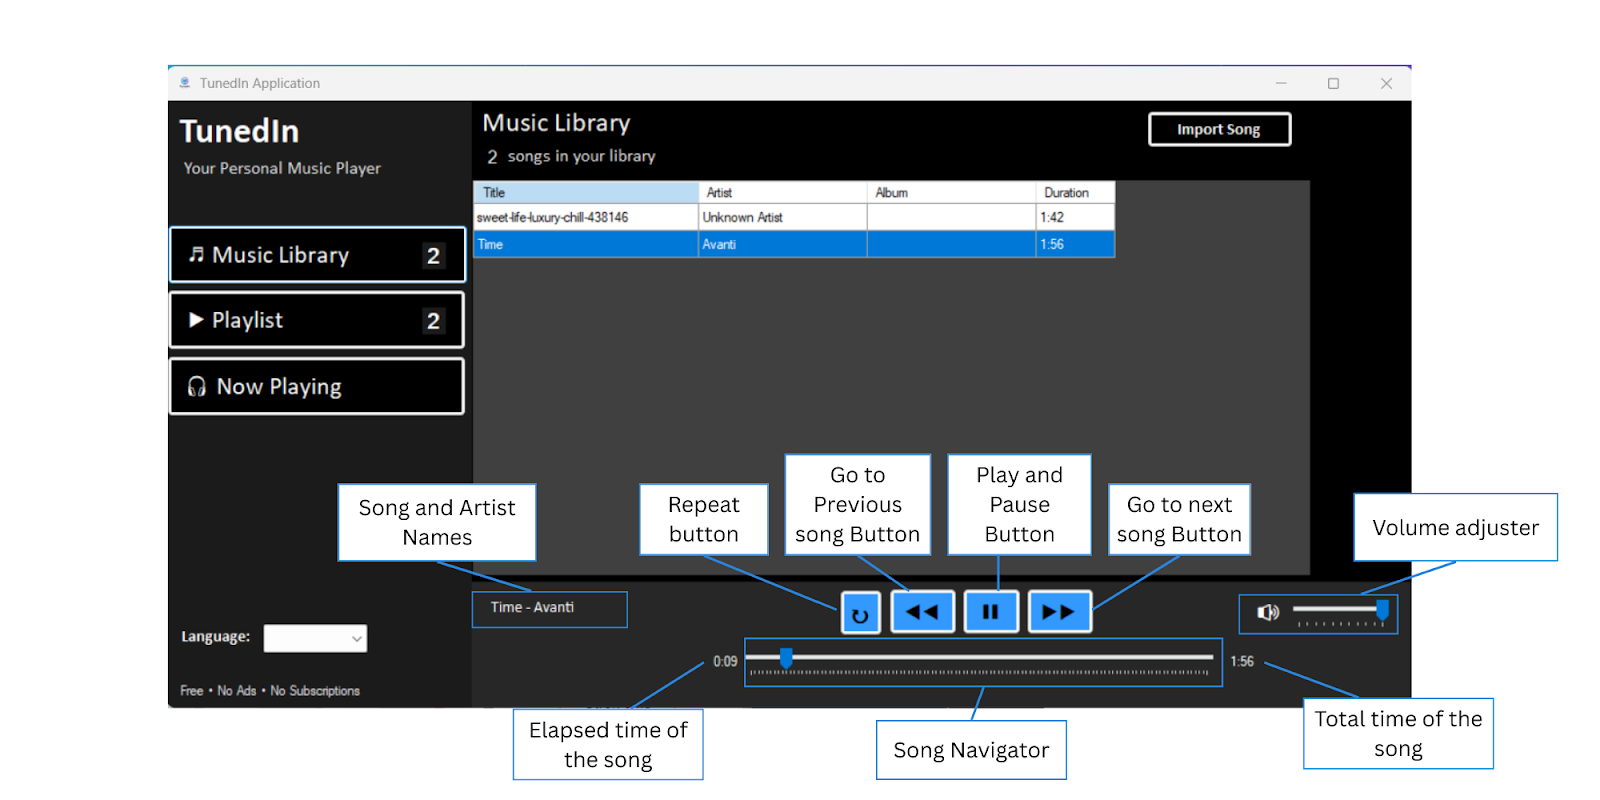 TunedIn Application
TunedIn
Your Personal Music Player
Music Library
2 songs in your library
Import Song
Title Artist Album Duration
sweet-life-luxury-chill-438146 Unknown Artist 1:42
Time Avanti 1:56
Music Library 2
Playlist 2
Now Playing
Song and Artist
Names
Repeat
button
Go to
Previous
song Button
Play and
Pause
Button
Go to next
song Button
Volume adjuster
Time - Avanti
Language:
0:09
1:56
Free • No Ads • No Subscriptions
Elapsed time of
the song
Song Navigator
Total time of the
song